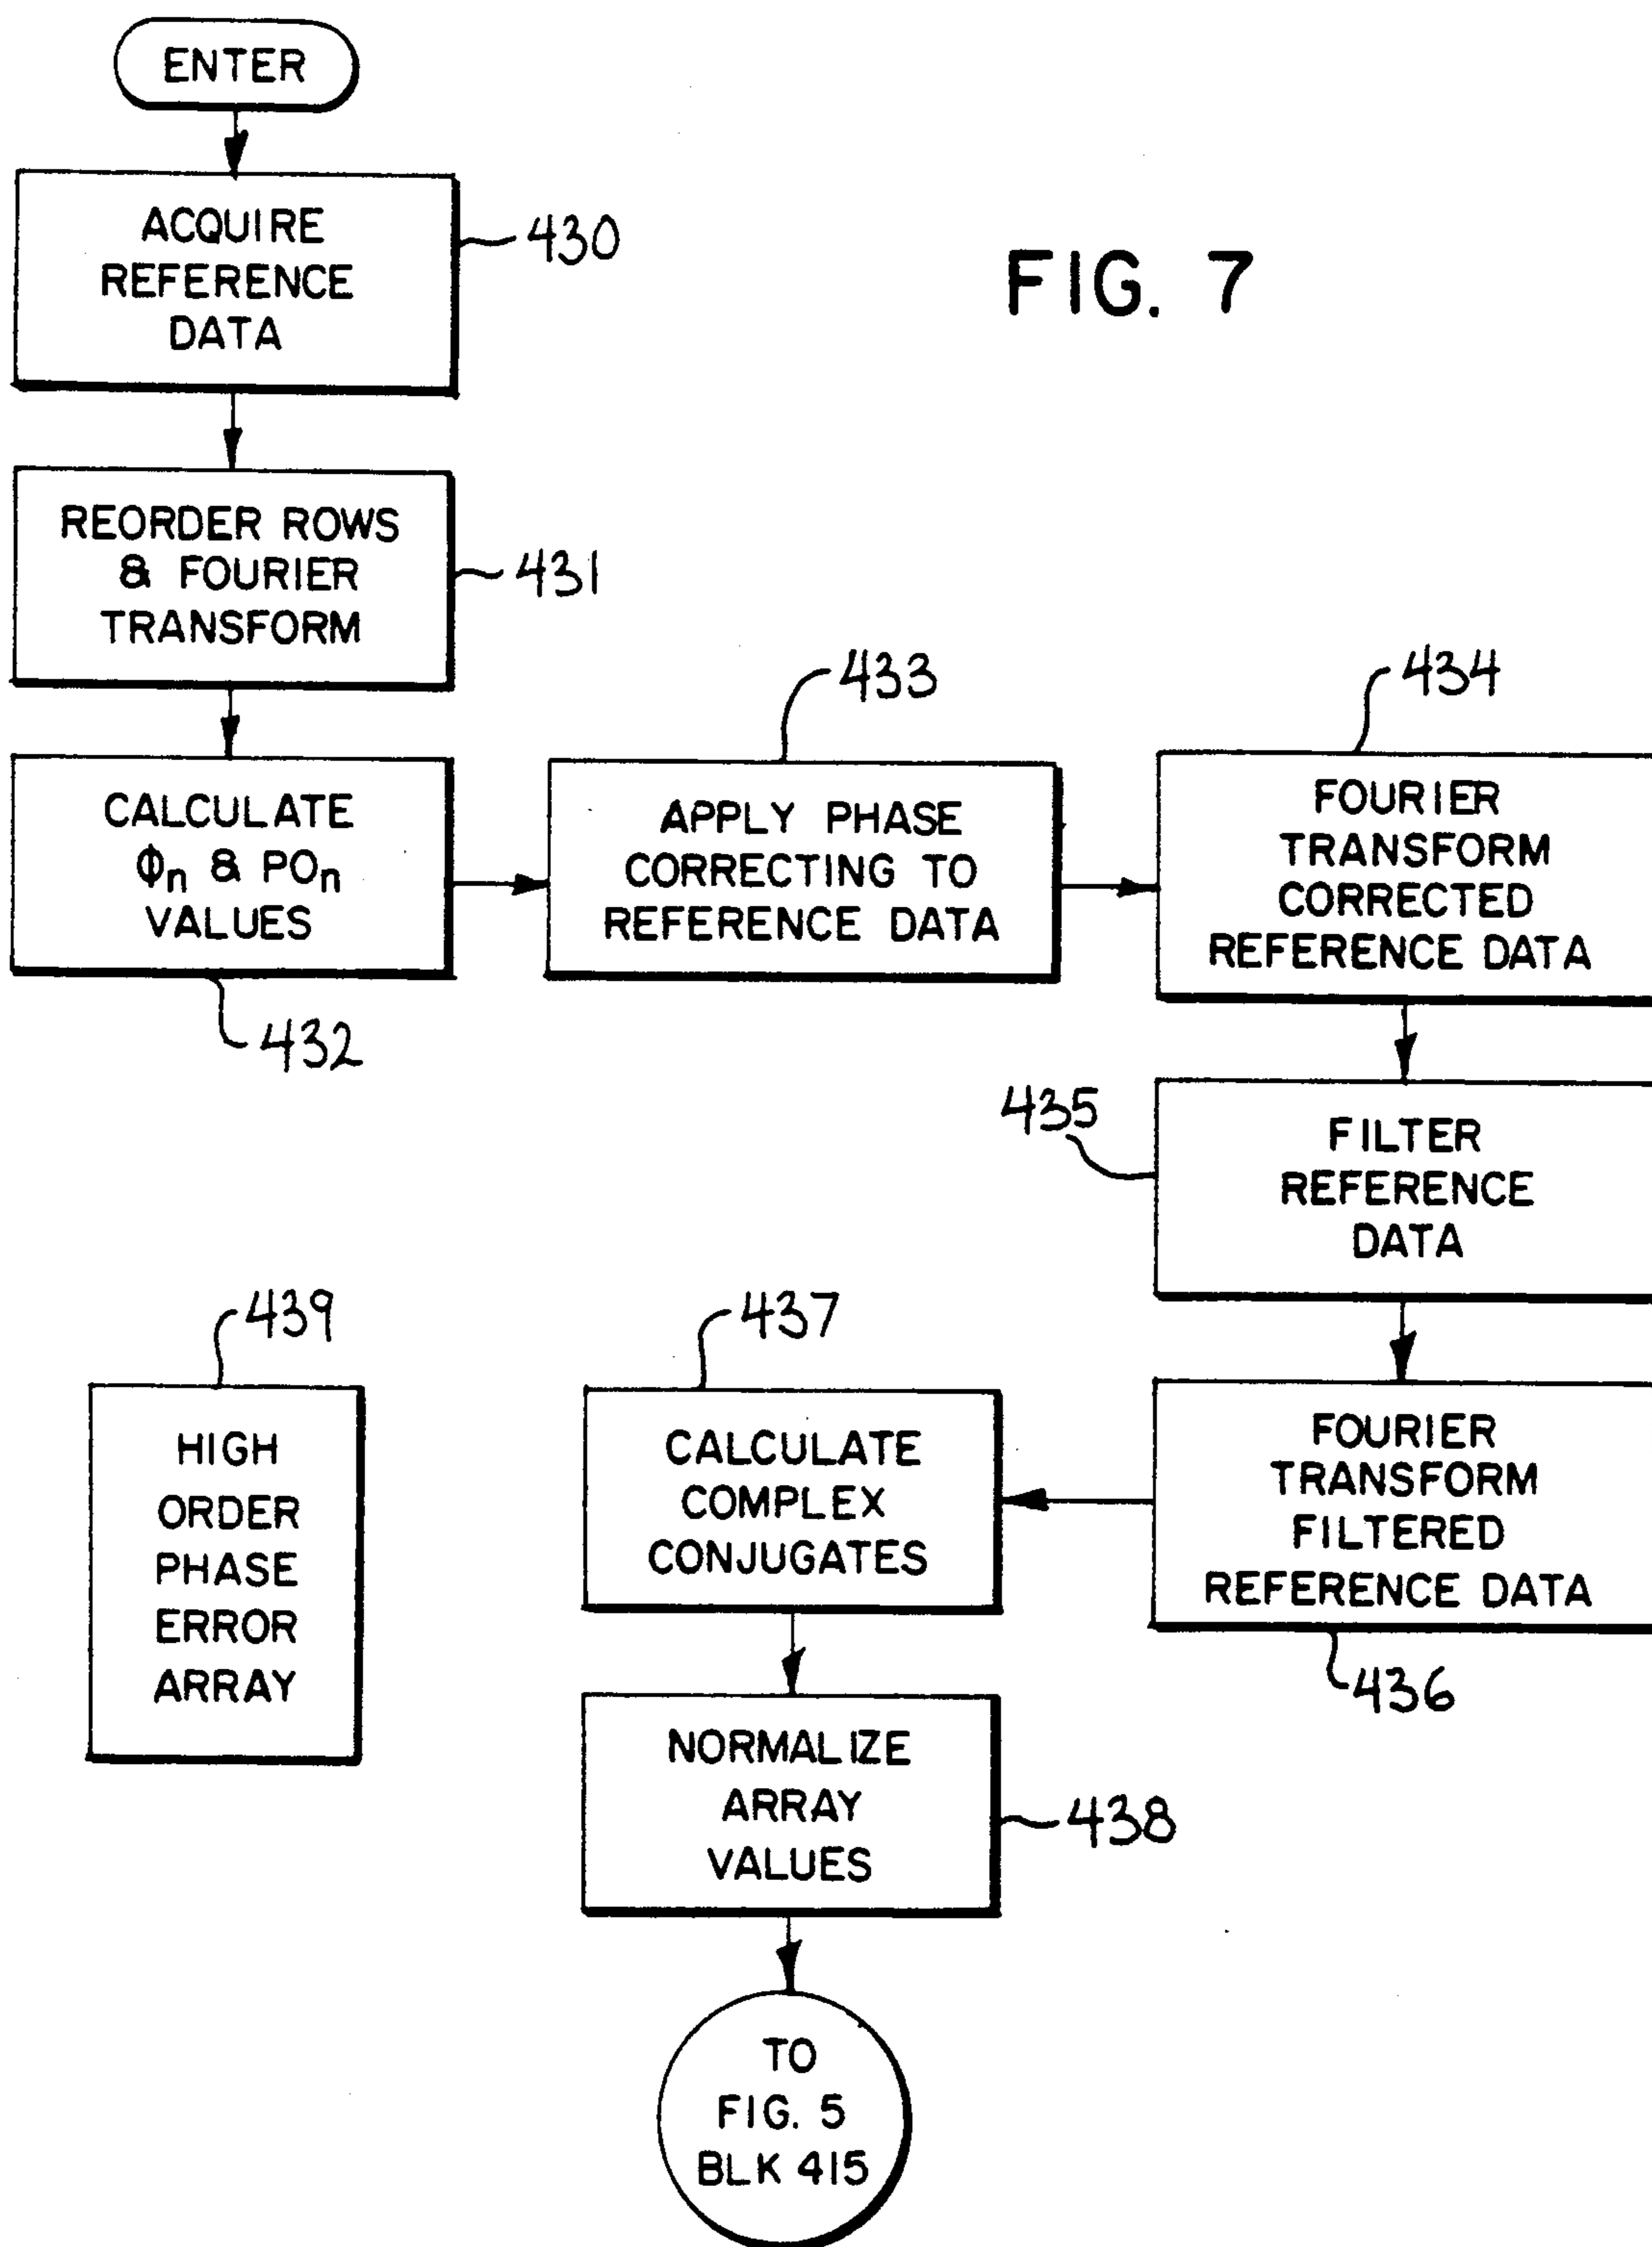 ENTER
ACQUIRE
REFERENCE
DATA
430
FIG. 7
REORDER ROWS
& FOURIER
TRANSFORM
431
CALCULATE
Φn & POn
VALUES
432
433
APPLY PHASE
CORRECTING TO
REFERENCE DATA
434
FOURIER
TRANSFORM
CORRECTED
REFERENCE DATA
435
FILTER
REFERENCE
DATA
FOURIER
TRANSFORM
FILTERED
REFERENCE DATA
436
437
CALCULATE
COMPLEX
CONJUGATES
439
HIGH
ORDER
PHASE
ERROR
ARRAY
NORMALIZE
ARRAY
VALUES
438
TO
FIG. 5
BLK 415